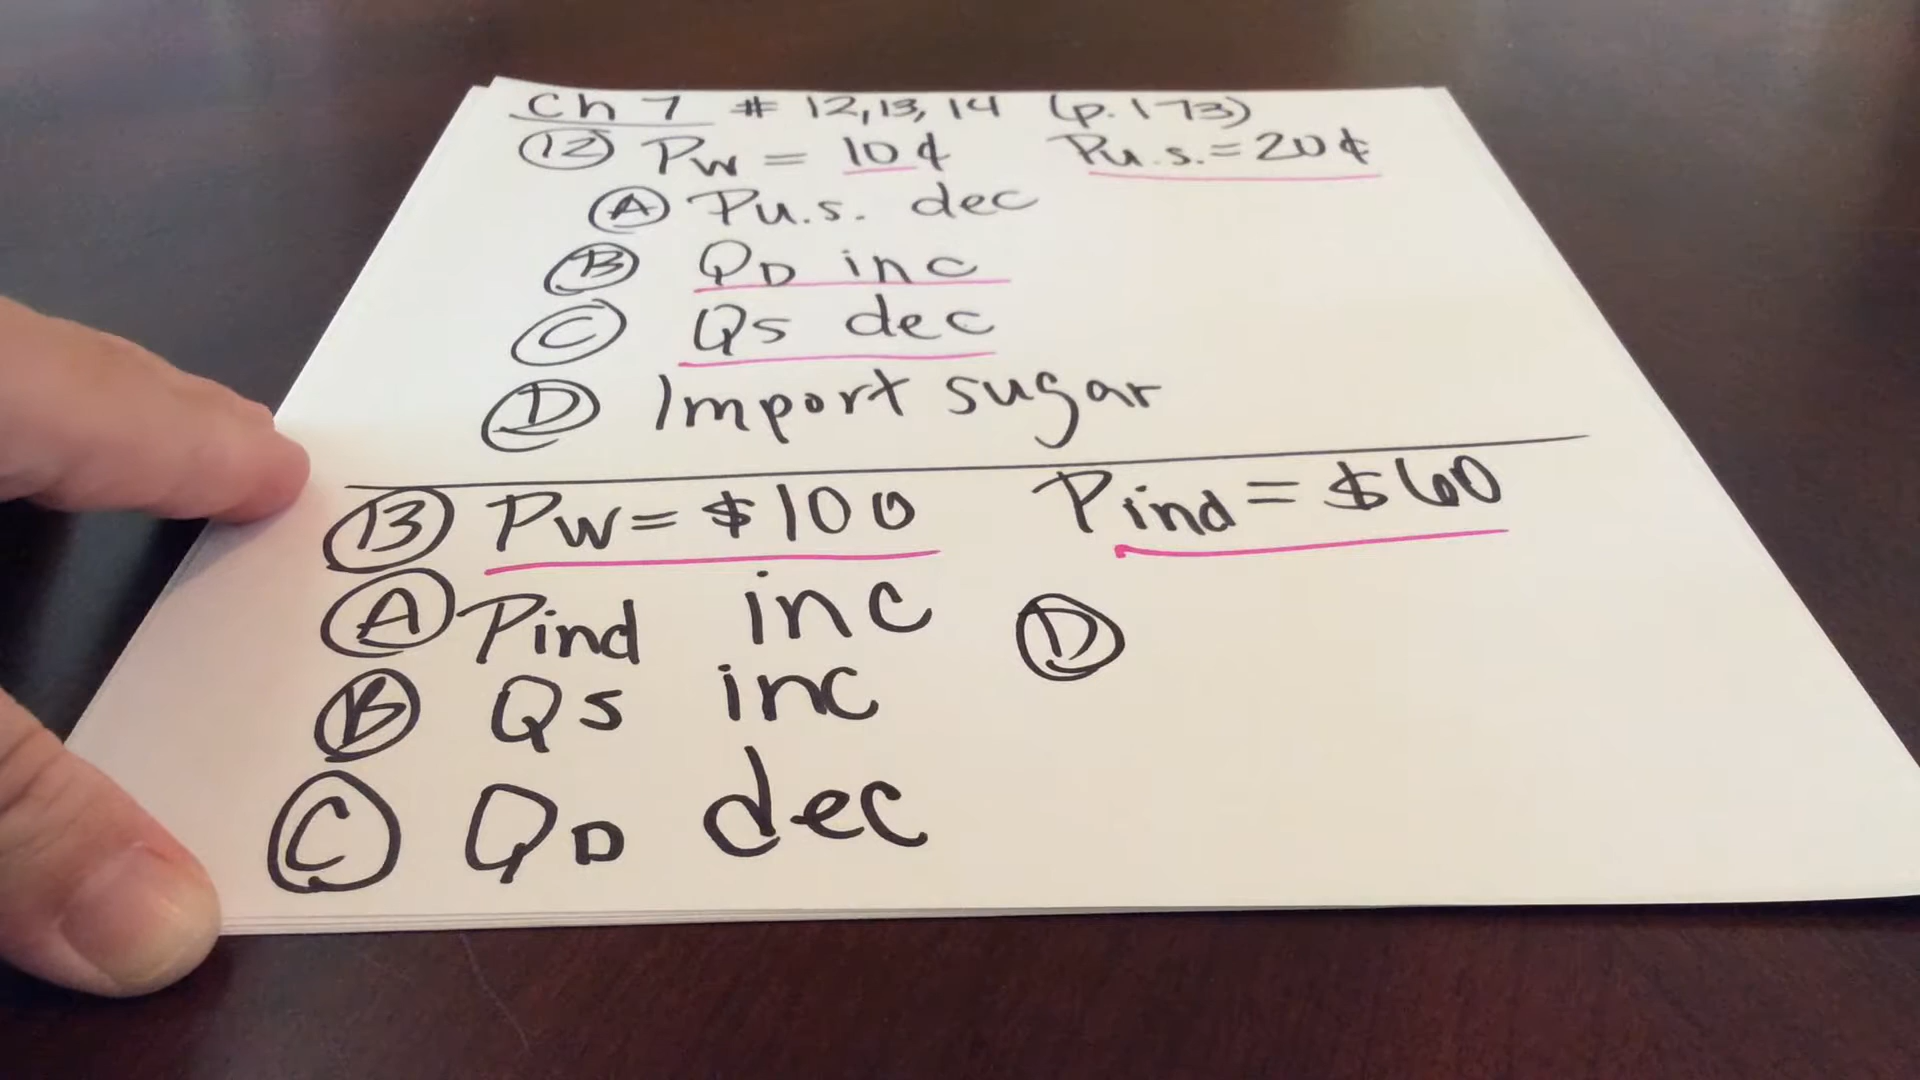 Ch 7 # 12, 13, 14 (p. 173)
12 Pw = 10¢ Pu.s. = 20¢
A Pu.s. dec
B QD inc
C Qs dec
D Import sugar
13 Pw = $100 Pind = $60
A Pind inc D
B Qs inc
C QD dec